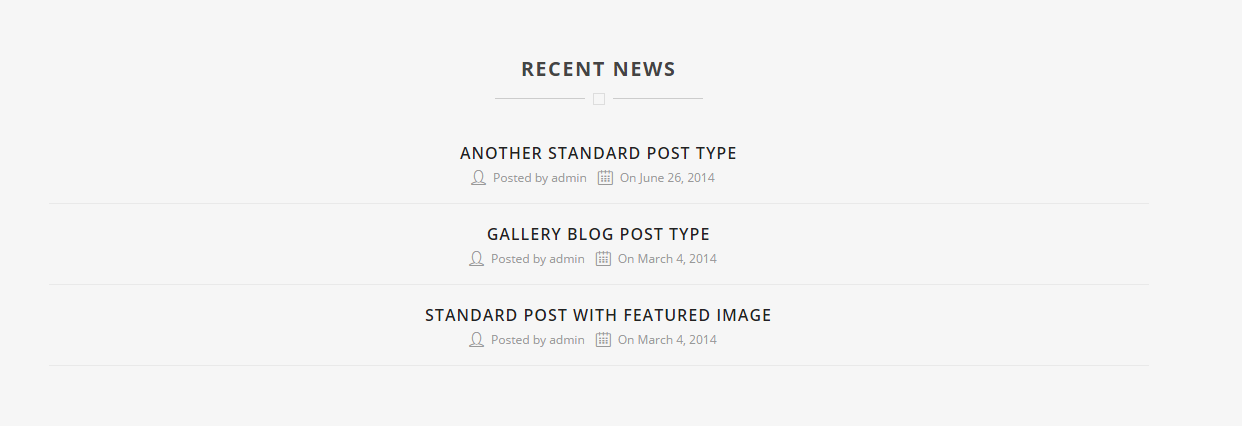 RECENT NEWS
ANOTHER STANDARD POST TYPE
Posted by admin On June 26, 2014
GALLERY BLOG POST TYPE
Posted by admin On March 4, 2014
STANDARD POST WITH FEATURED IMAGE
Posted by admin On March 4, 2014